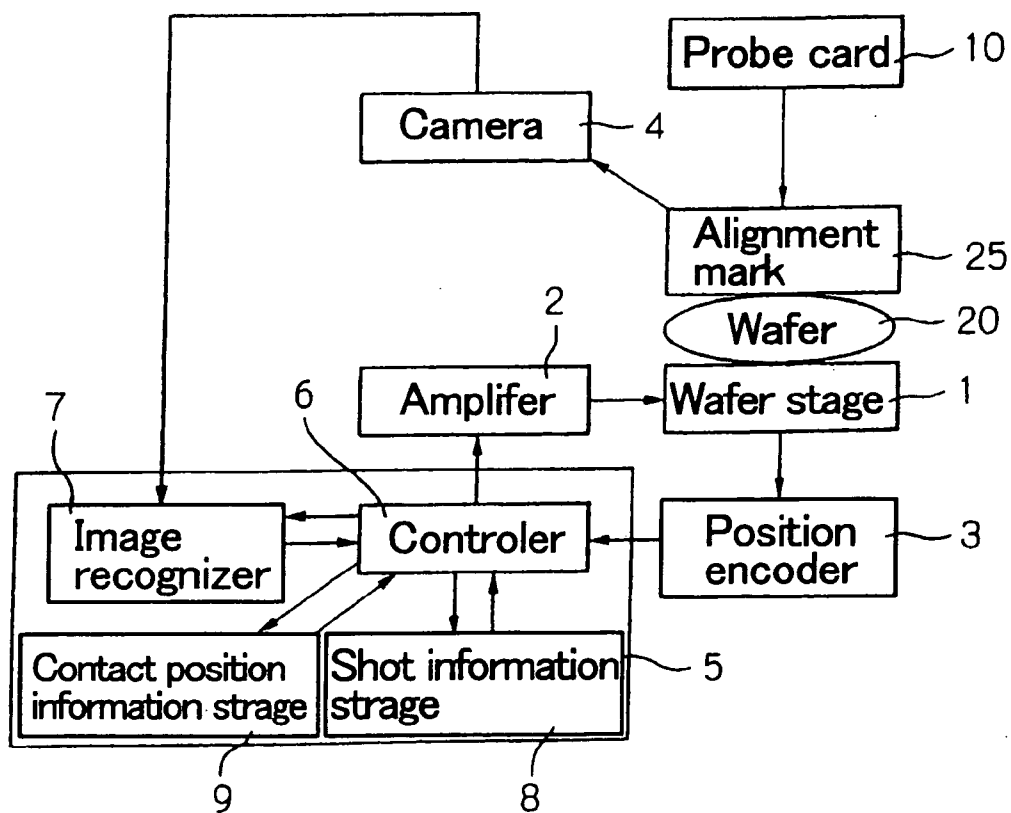 Probe card
10
Camera
4
Alignment
mark
25
Wafer
20
2
Amplifer
Wafer stage
1
7
6
Image
recognizer
Controler
Position
encoder
3
Contact position
information strage
Shot information
strage
5
9
8